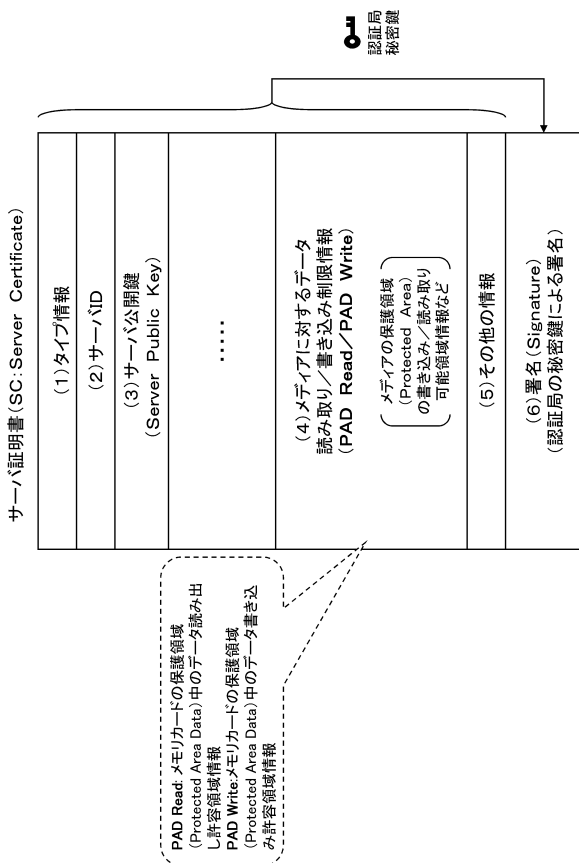 サーバ証明書(SC:Server Certificate)
(1)タイプ情報
(2)サーバID
(3)サーバ公開鍵
(Server Public Key)
・・・・・
(4)メディアに対するデータ
読み取り/書き込み制限情報
(PAD Read/PAD Write)
メディアの保護領域
(Protected Area)
の書き込み/読み取り
可能領域情報など
(5)その他の情報
(6)署名(Signature)
(認証局の秘密鍵による署名)
認証局
秘密鍵
PAD Read:メモリカードの保護領域
(Protected Area Data)中のデータ読み出
し許容領域情報
PAD Write:メモリカードの保護領域
(Protected Area Data)中のデータ書き込
み許容領域情報